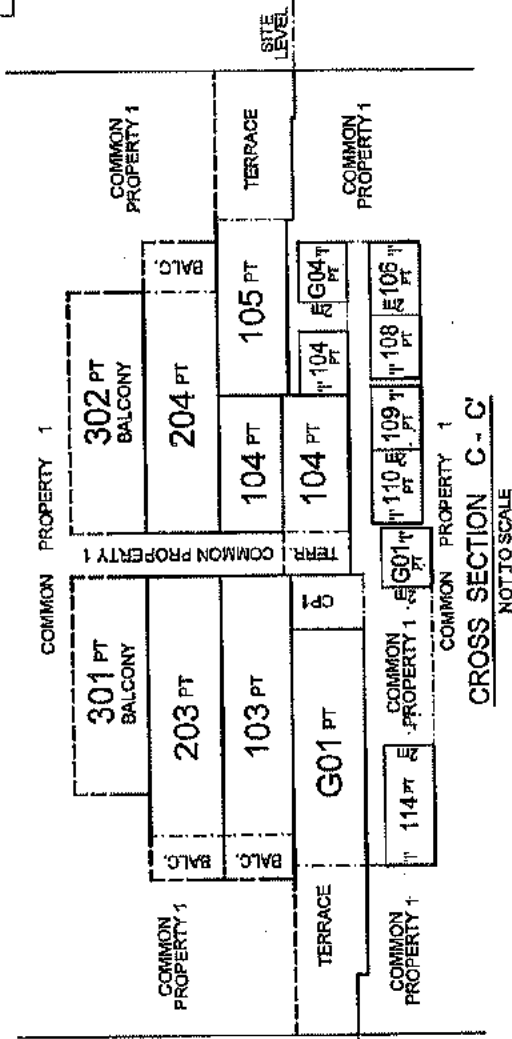 SITE
LEVEL
COMMON
PROPERTY 1
TERRACE
COMMON
PROPERTY 1
COMMON PROPERTY 1
302 PT
BALCONY
BALC.
204 PT
105 PT
G04 PT
104 PT
104 PT
104 PT
106 PT
108 PT
109 PT
110 PT
E2
COMMON PROPERTY 1
TERR.
CP1
G01 PT
301 PT
BALCONY
203 PT
103 PT
G01 PT
BALC.
BALC.
COMMON
PROPERTY 1
E2
114 PT
COMMON
PROPERTY 1
TERRACE
COMMON
PROPERTY 1
COMMON PROPERTY 1
CROSS SECTION C - C'
NOT TO SCALE